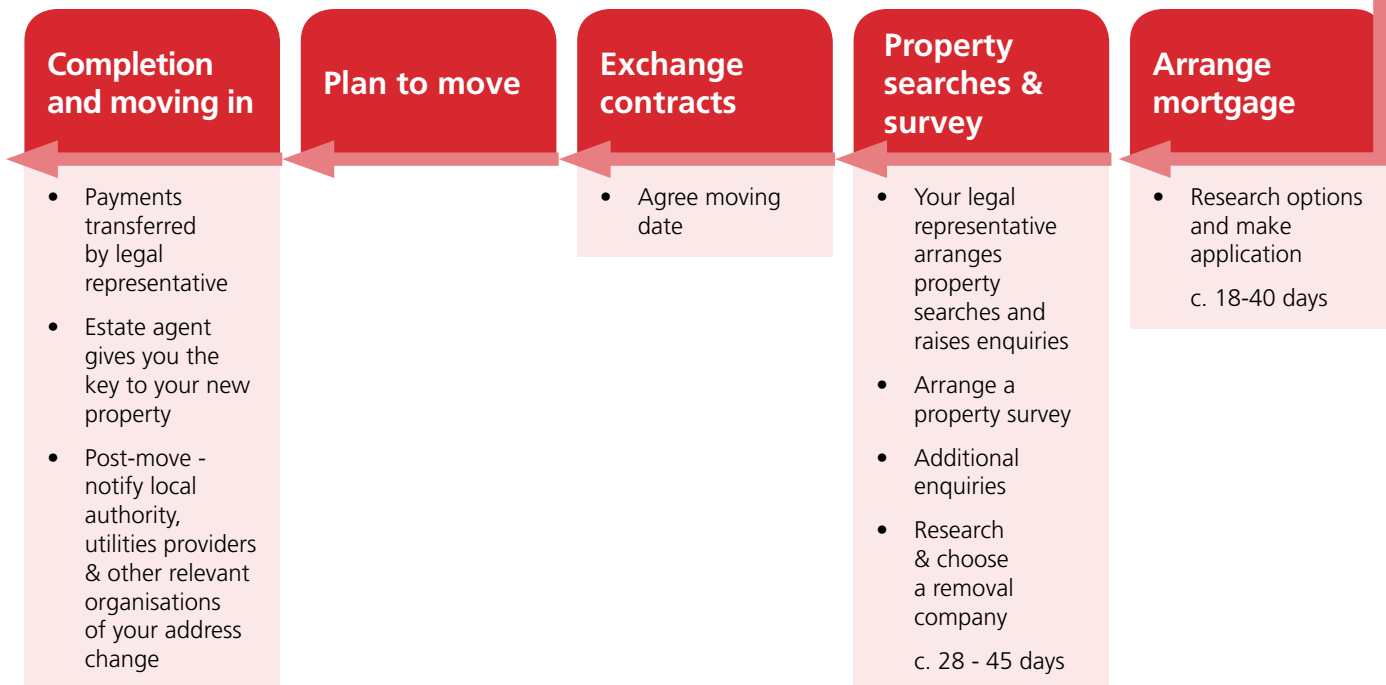 Completion
and moving in
• Payments
transferred
by legal
representative
• Estate agent
gives you the
key to your new
property
• Post-move -
notify local
authority,
utilities providers
& other relevant
organisations
of your address
change
Plan to move
Exchange
contracts
• Agree moving
date
Property
searches &
survey
• Your legal
representative
arranges
property
searches and
raises enquiries
• Arrange a
property survey
• Additional
enquiries
• Research
& choose
a removal
company
c. 28 - 45 days
Arrange
mortgage
• Research options
and make
application
c. 18-40 days